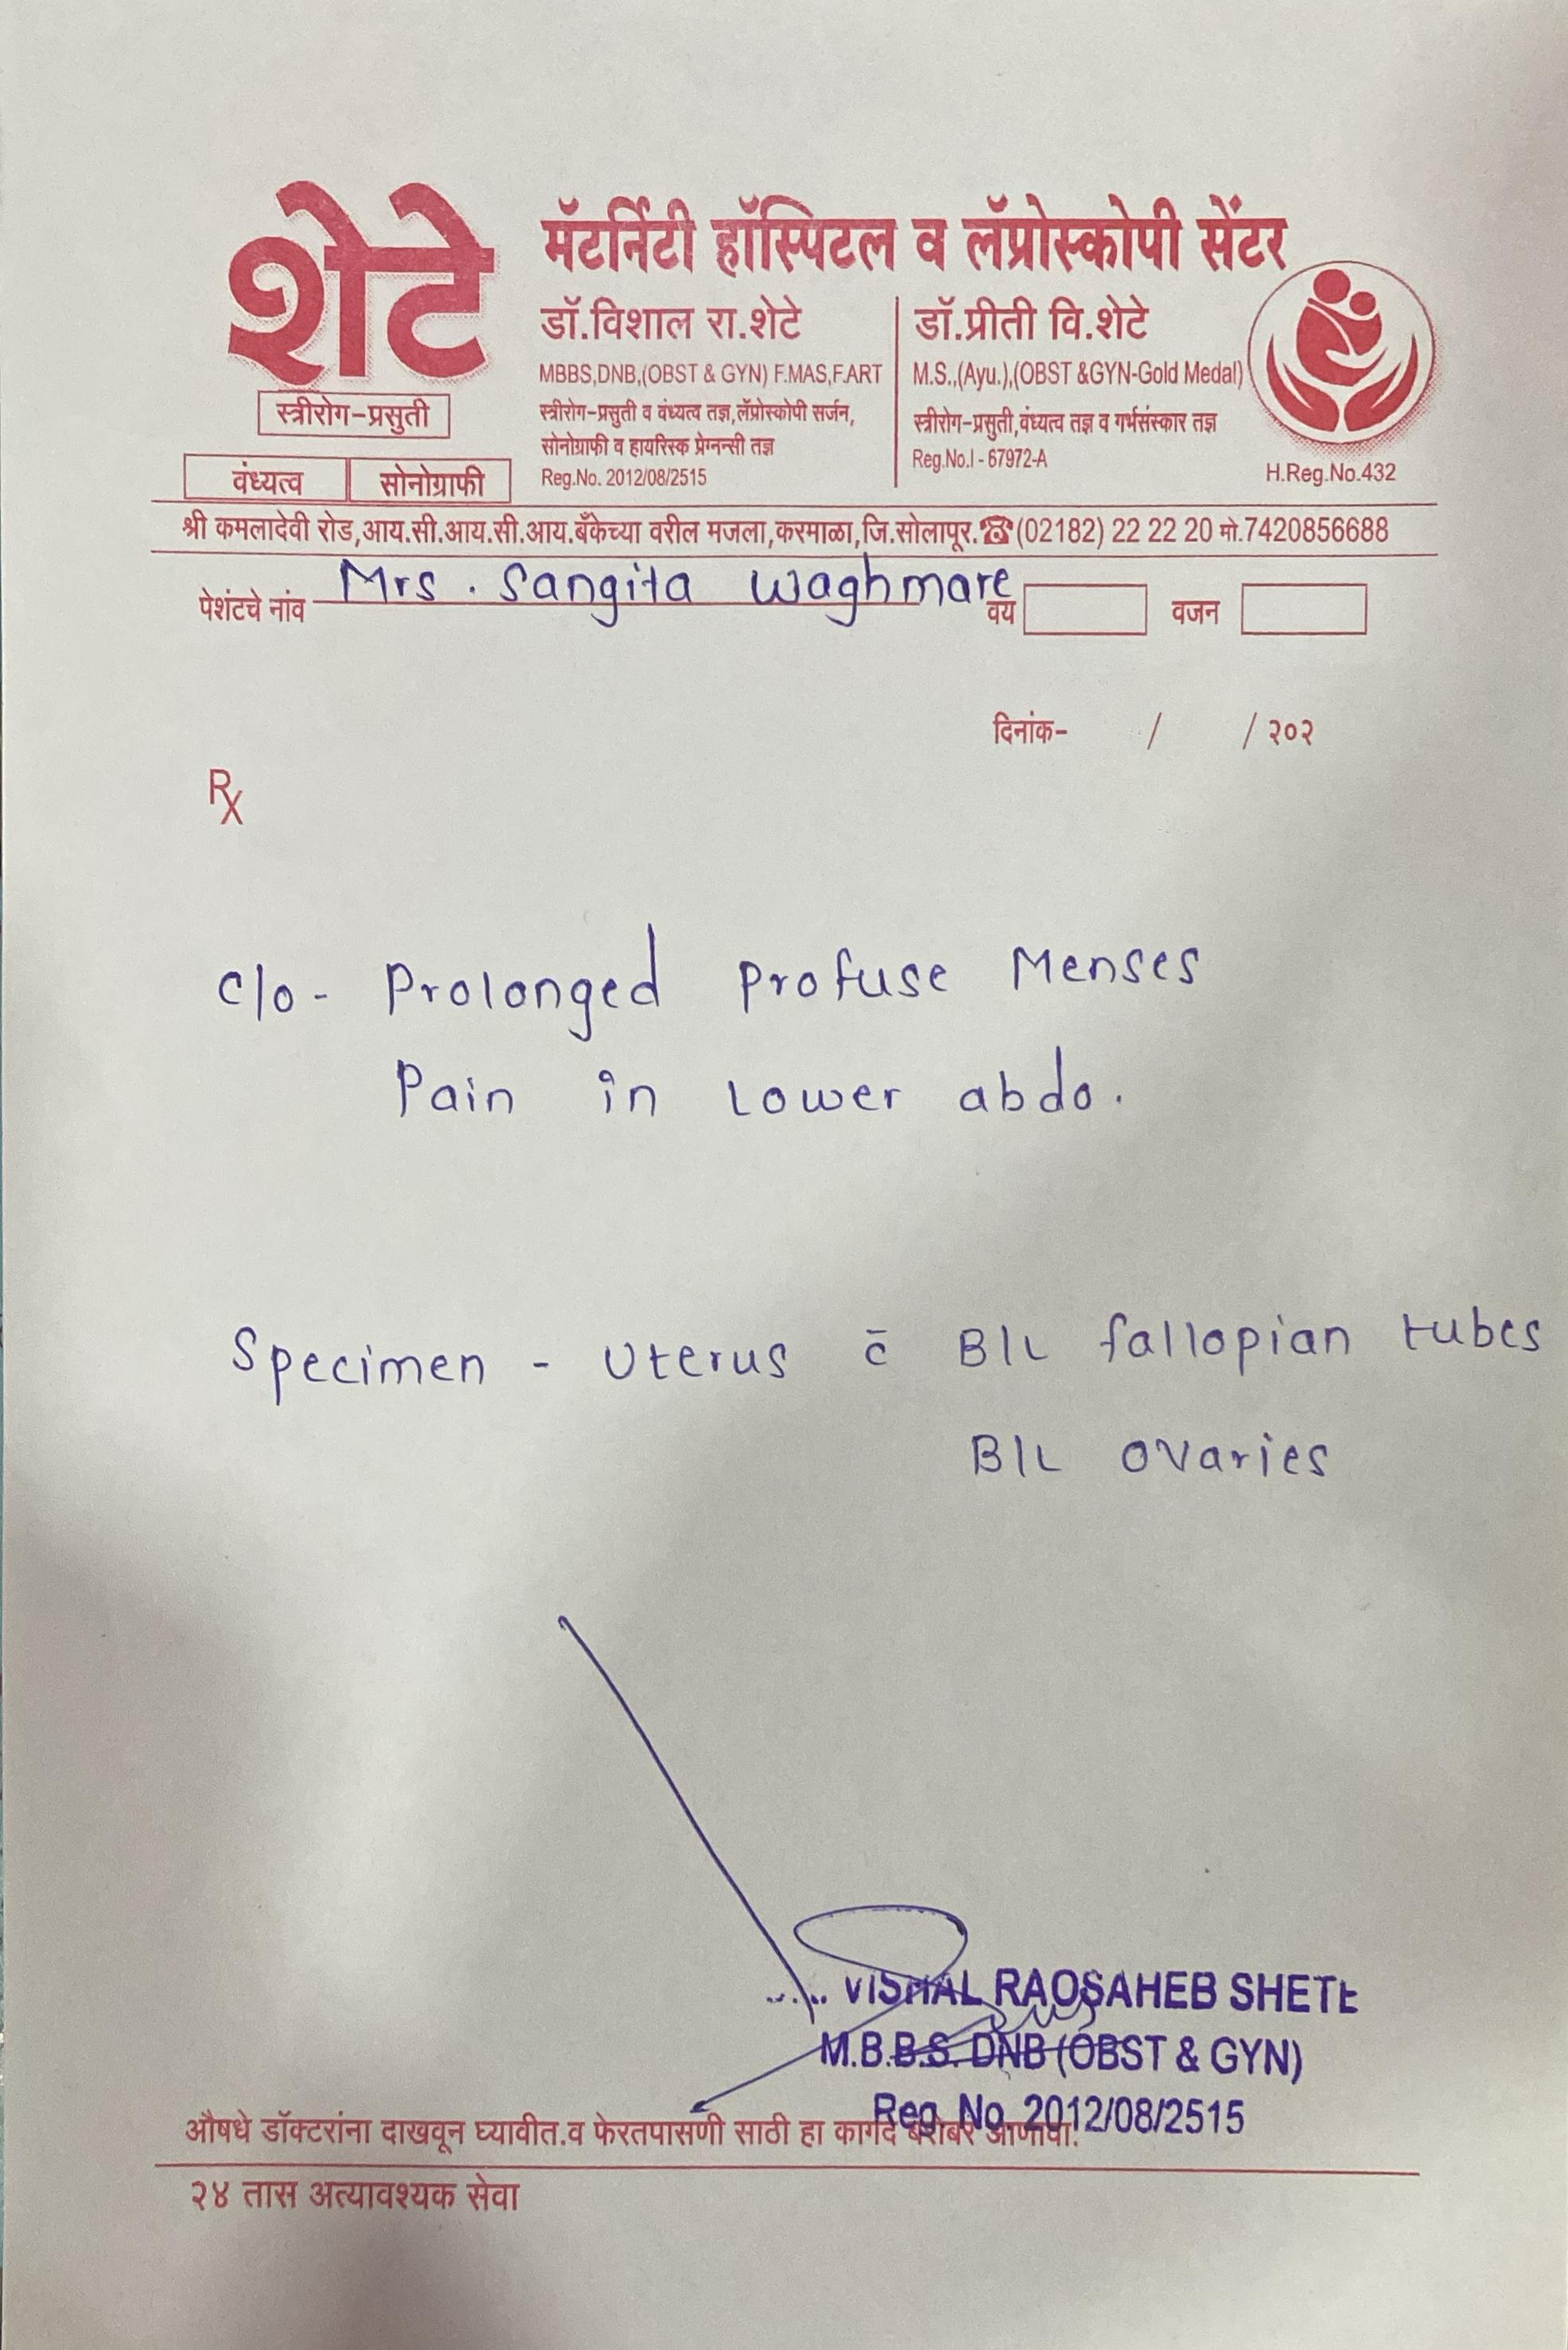 शेटे
मॅटर्निटी हॉस्पिटल व लॅप्रोस्कोपी सेंटर
स्त्रीरोग-प्रसुती
वंध्यत्व सोनोग्राफी
डॉ.विशाल रा.शेटे
MBBS,DNB,(OBST & GYN) F.MAS,F.ART
स्त्रीरोग-प्रसुती व वंध्यत्व तज्ञ,लॅप्रोस्कोपी सर्जन,
सोनोग्राफी व हायरिस्क प्रेग्नन्सी तज्ञ
Reg.No. 2012/08/2515
डॉ.प्रीती वि.शेटे
M.S.,(Ayu.),(OBST &GYN-Gold Medal)
स्त्रीरोग-प्रसुती,वंध्यत्व तज्ञ व गर्भसंस्कार तज्ञ
Reg.No.I - 67972-A
H.Reg.No.432
श्री कमलादेवी रोड,आय.सी.आय.सी.आय.बँकेच्या वरील मजला,करमाळा,जि.सोलापूर.☎(02182) 22 22 20 मो.7420856688
पेशंटचे नांव Mrs. Sangita Waghmare वय वजन
दिनांक- / /२०२
Rx
C/o- Prolonged Profuse Menses
Pain in Lower abdo.
Specimen - Uterus c̄ B/L fallopian tubes
B/L ovaries
VISHAL RAOSAHEB SHETE
M.B.B.S. DNB (OBST & GYN)
Reg. No. 2012/08/2515
औषधे डॉक्टरांना दाखवून घ्यावीत.व फेरतपासणी साठी हा कागद बरोबर आणावा.
२४ तास अत्यावश्यक सेवा